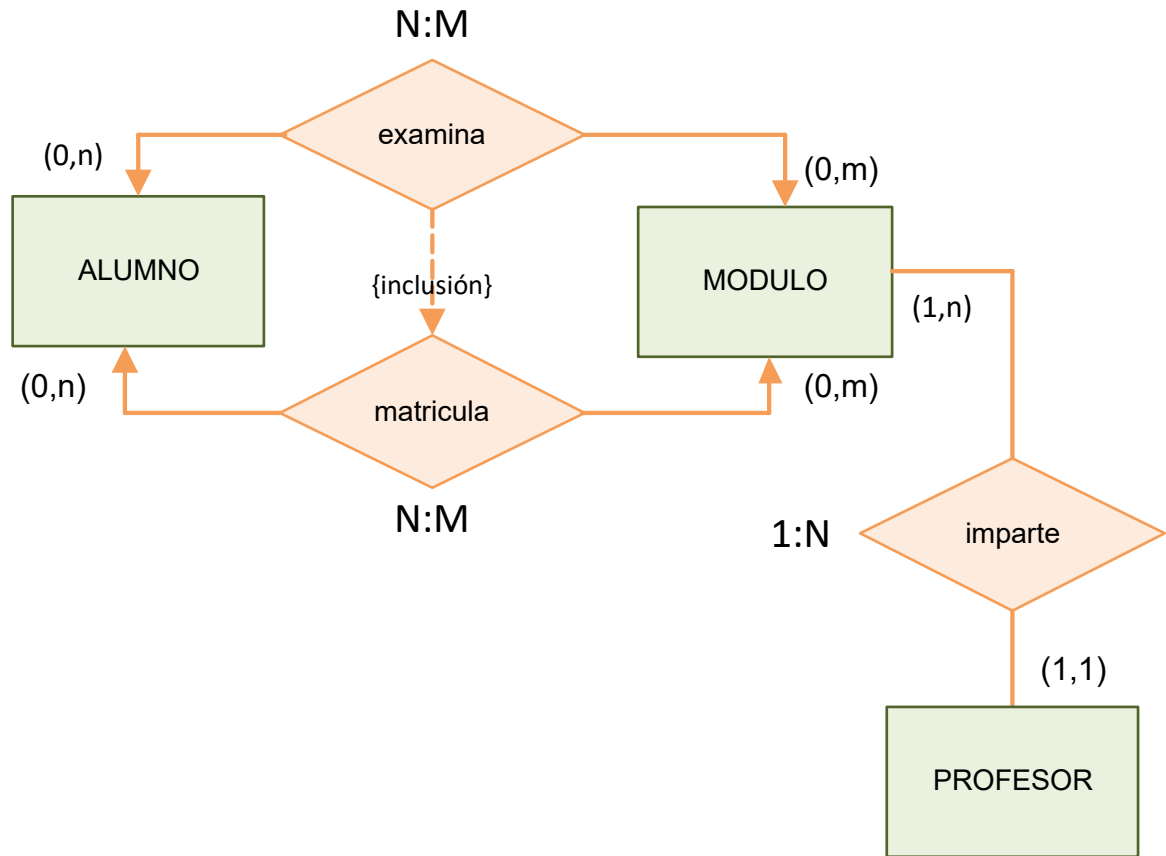 N:M
examina
(0,n)
(0,m)
ALUMNO
MODULO
{inclusión}
(1,n)
(0,n)
(0,m)
matricula
N:M
1:N
imparte
(1,1)
PROFESOR